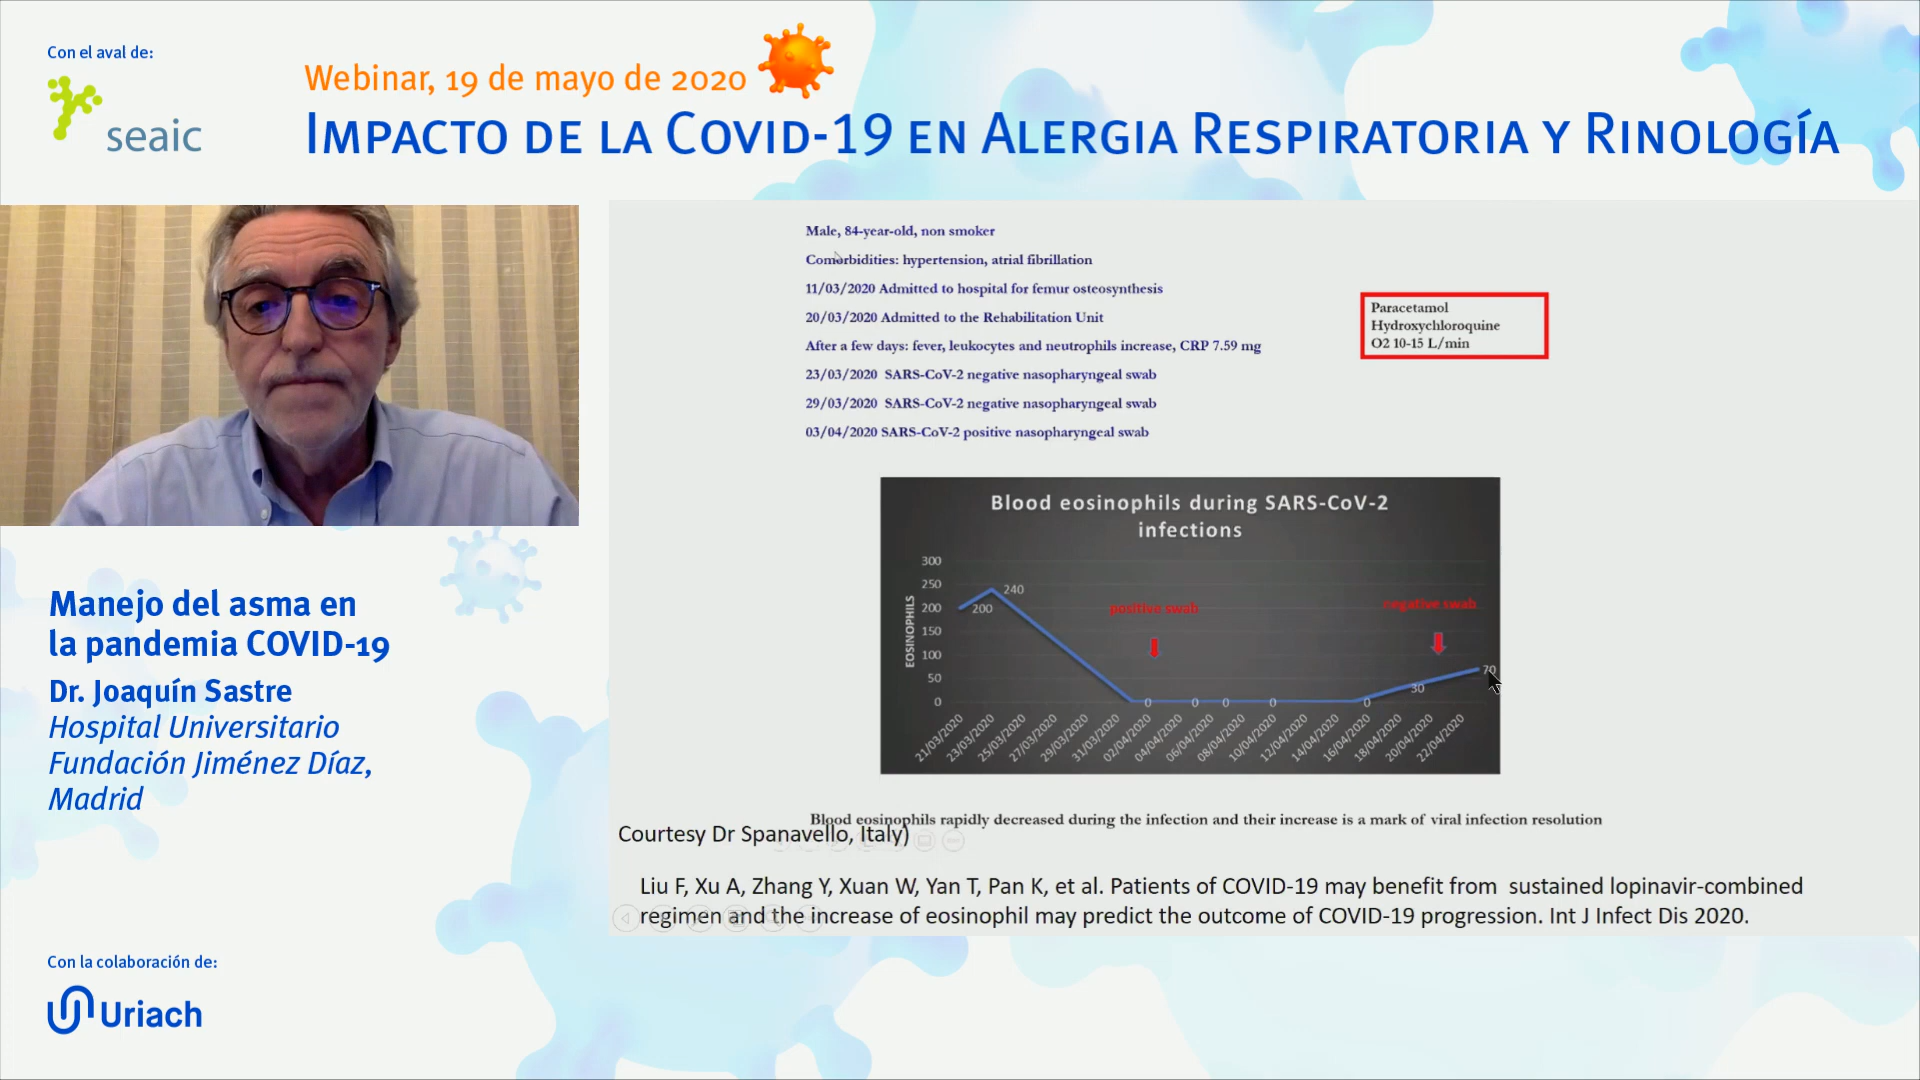 Con el aval de:
seaic
Webinar, 19 de mayo de 2020
Impacto de la Covid-19 en Alergia Respiratoria y Rinología
Male, 84-year-old, non smoker
Comorbidities: hypertension, atrial fibrillation
11/03/2020 Admitted to hospital for femur osteosynthesis
20/03/2020 Admitted to the Rehabilitation Unit
After a few days: fever, leukocytes and neutrophils increase, CRP 7.59 mg
23/03/2020 SARS-CoV-2 negative nasopharyngeal swab
29/03/2020 SARS-CoV-2 negative nasopharyngeal swab
03/04/2020 SARS-CoV-2 positive nasopharyngeal swab
Paracetamol
Hydroxychloroquine
O2 10-15 L/min
Blood eosinophils during SARS-CoV-2
infections
EOSINOPHILS
300
250
200
150
100
50
0
200
240
positive swab
negative swab
0
0
0
0
0
30
70
21/03/2020
23/03/2020
25/03/2020
27/03/2020
29/03/2020
31/03/2020
02/04/2020
04/04/2020
06/04/2020
08/04/2020
10/04/2020
12/04/2020
14/04/2020
16/04/2020
18/04/2020
20/04/2020
22/04/2020
Blood eosinophils rapidly decreased during the infection and their increase is a mark of viral infection resolution
Courtesy Dr Spanavello, Italy)
Liu F, Xu A, Zhang Y, Xuan W, Yan T, Pan K, et al. Patients of COVID-19 may benefit from sustained lopinavir-combined
regimen and the increase of eosinophil may predict the outcome of COVID-19 progression. Int J Infect Dis 2020.
Manejo del asma en
la pandemia COVID-19
Dr. Joaquín Sastre
Hospital Universitario
Fundación Jiménez Díaz,
Madrid
Con la colaboración de:
Uriach